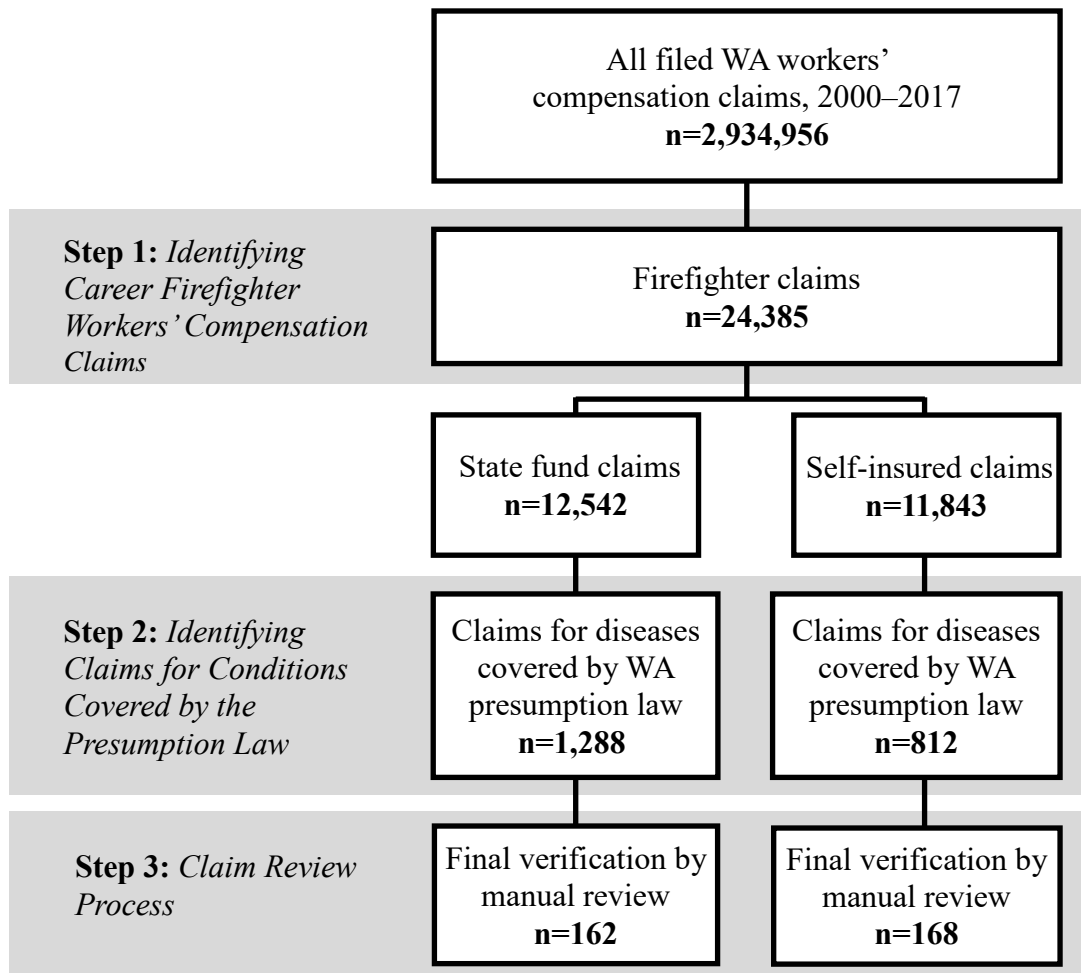 All filed WA workers’
compensation claims, 2000–2017
n=2,934,956
Step 1: Identifying
Career Firefighter
Workers’ Compensation
Claims
Firefighter claims
n=24,385
State fund claims
n=12,542
Self-insured claims
n=11,843
Step 2: Identifying
Claims for Conditions
Covered by the
Presumption Law
Claims for diseases
covered by WA
presumption law
n=1,288
Claims for diseases
covered by WA
presumption law
n=812
Step 3: Claim Review
Process
Final verification by
manual review
n=162
Final verification by
manual review
n=168